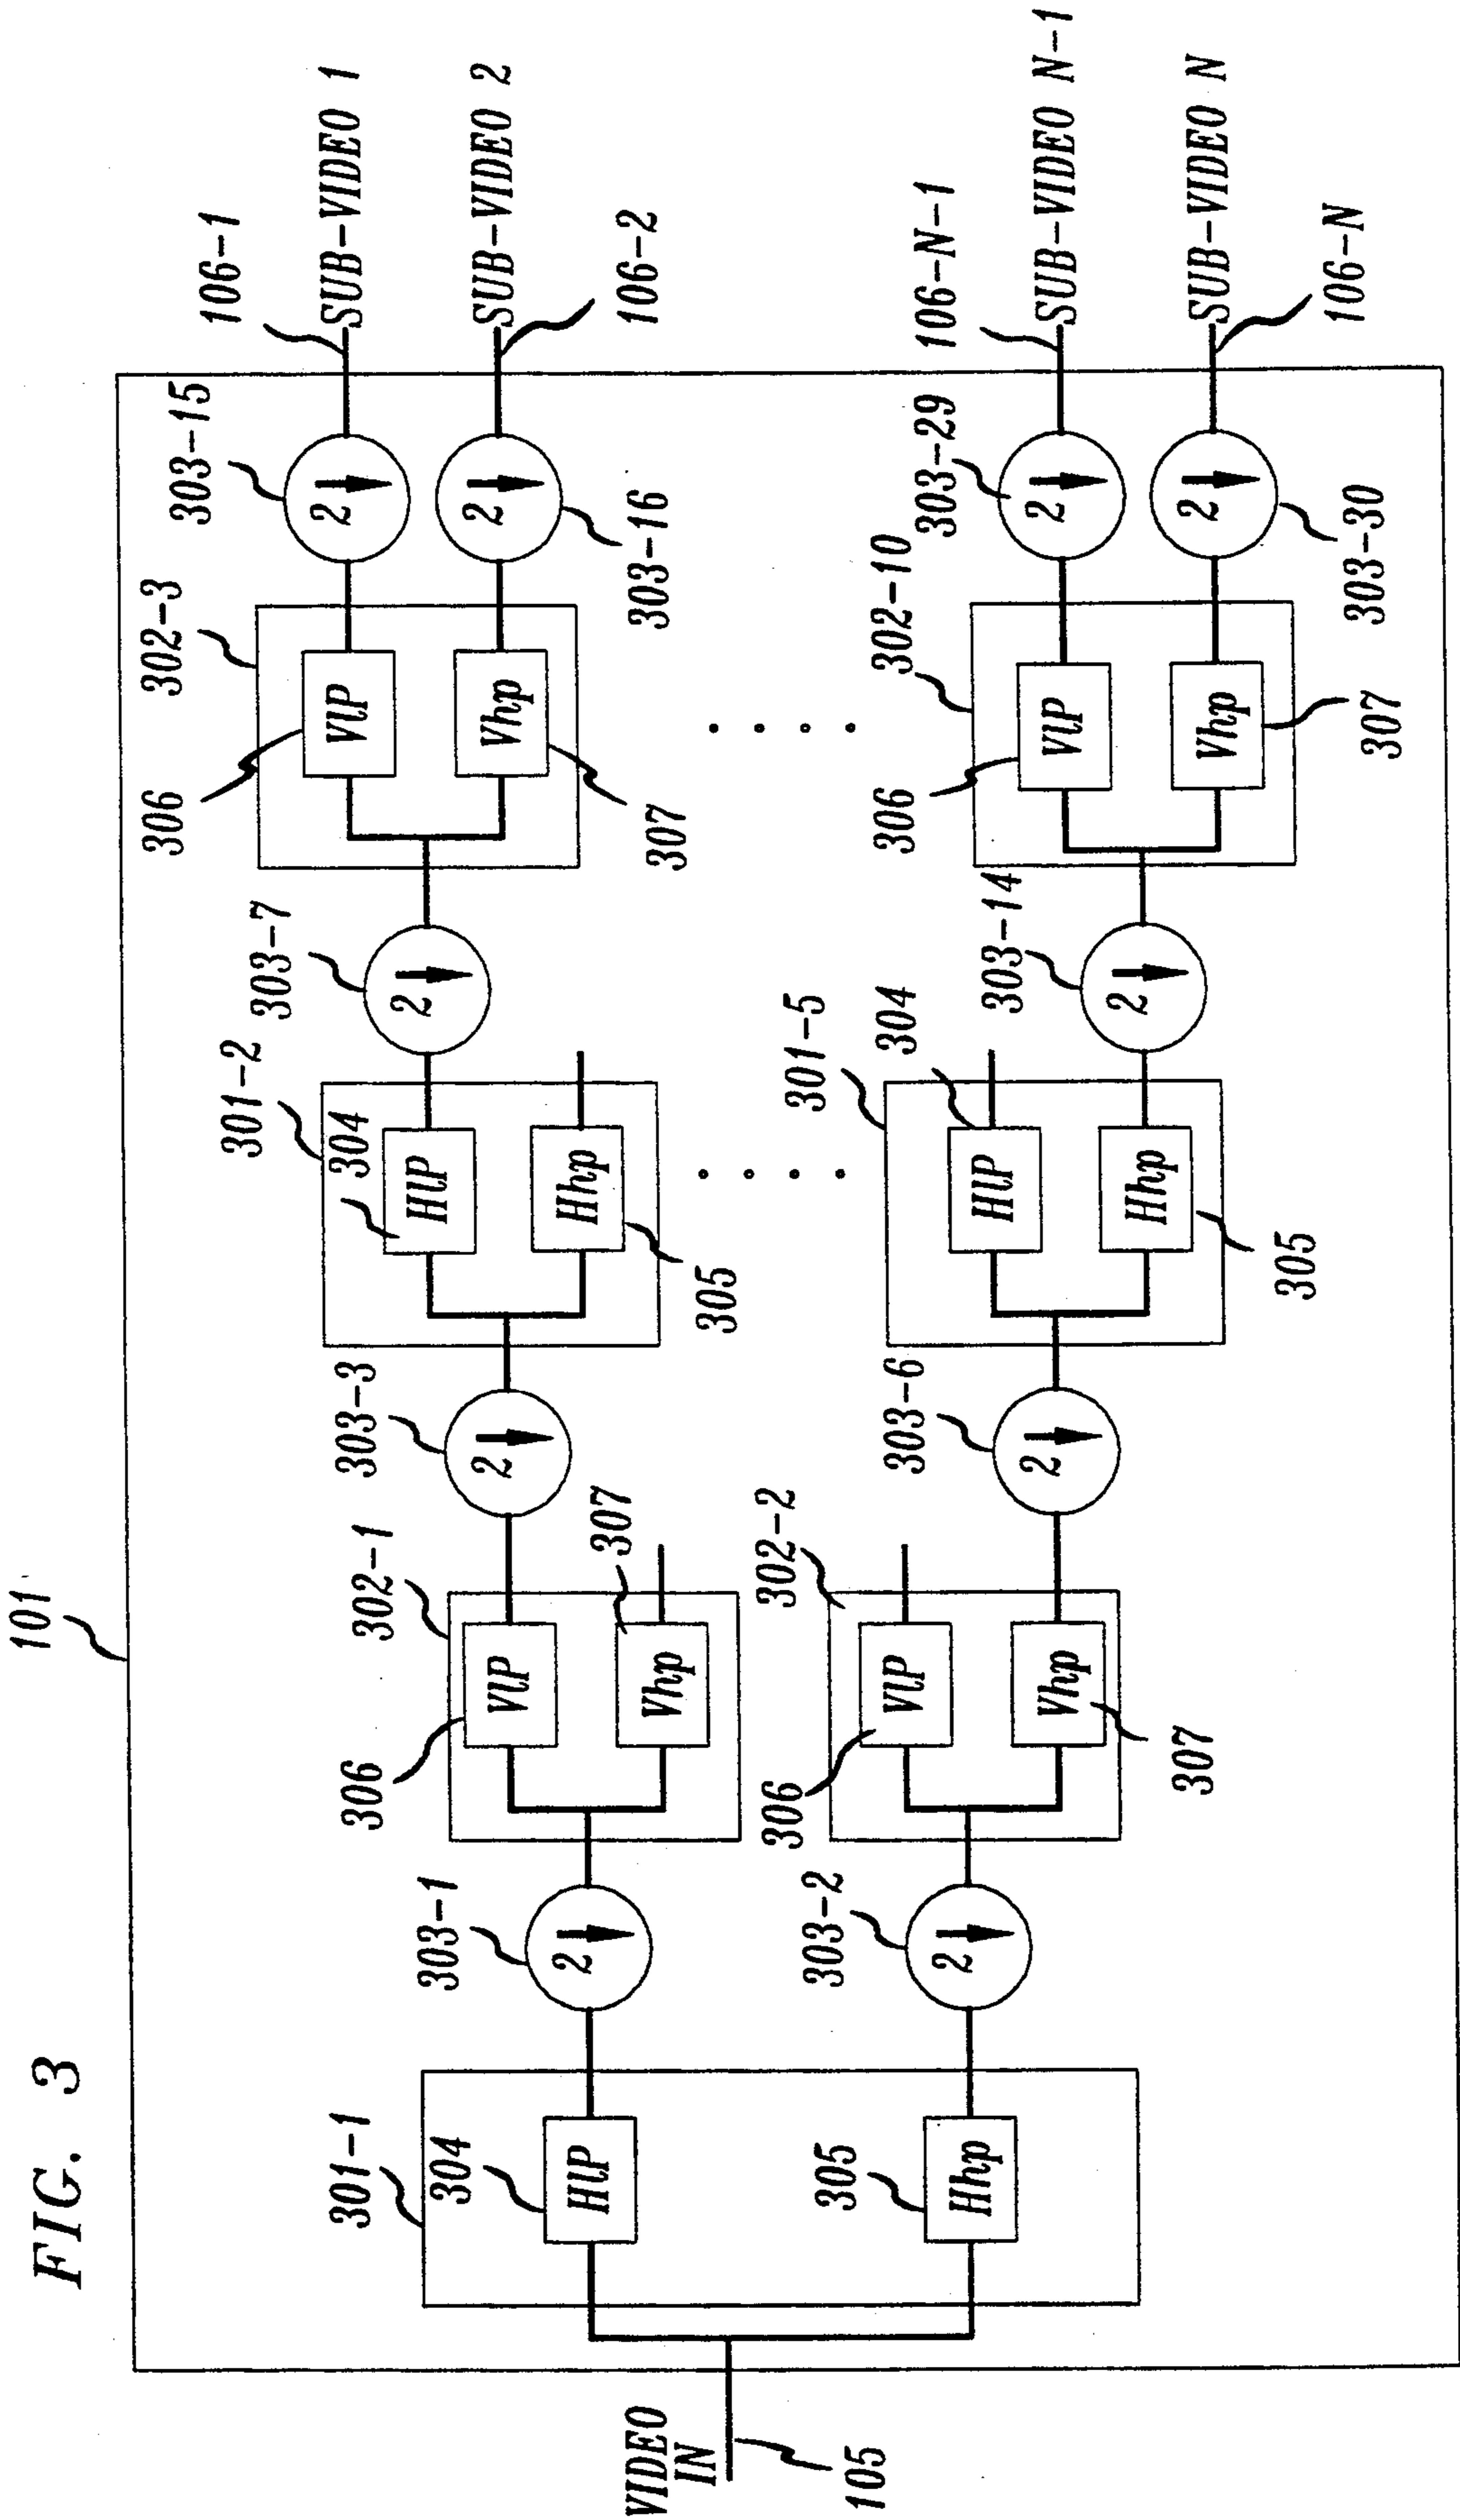 FIG. 3
101
VIDEO
IN
105
301-1
304
HlP
305
Hhp
303-1
2
303-2
2
302-1
306
VlP
307
Vhp
302-2
306
VlP
307
Vhp
303-3
2
303-6
2
301-2
304
HlP
305
Hhp
301-5
304
HlP
305
Hhp
303-7
2
303-14
2
302-3
306
VlP
307
Vhp
302-10
306
VlP
307
Vhp
303-15
2
303-16
2
303-29
2
303-30
2
106-1
SUB-VIDEO 1
SUB-VIDEO 2
106-2
106-N-1
SUB-VIDEO N-1
SUB-VIDEO N
106-N